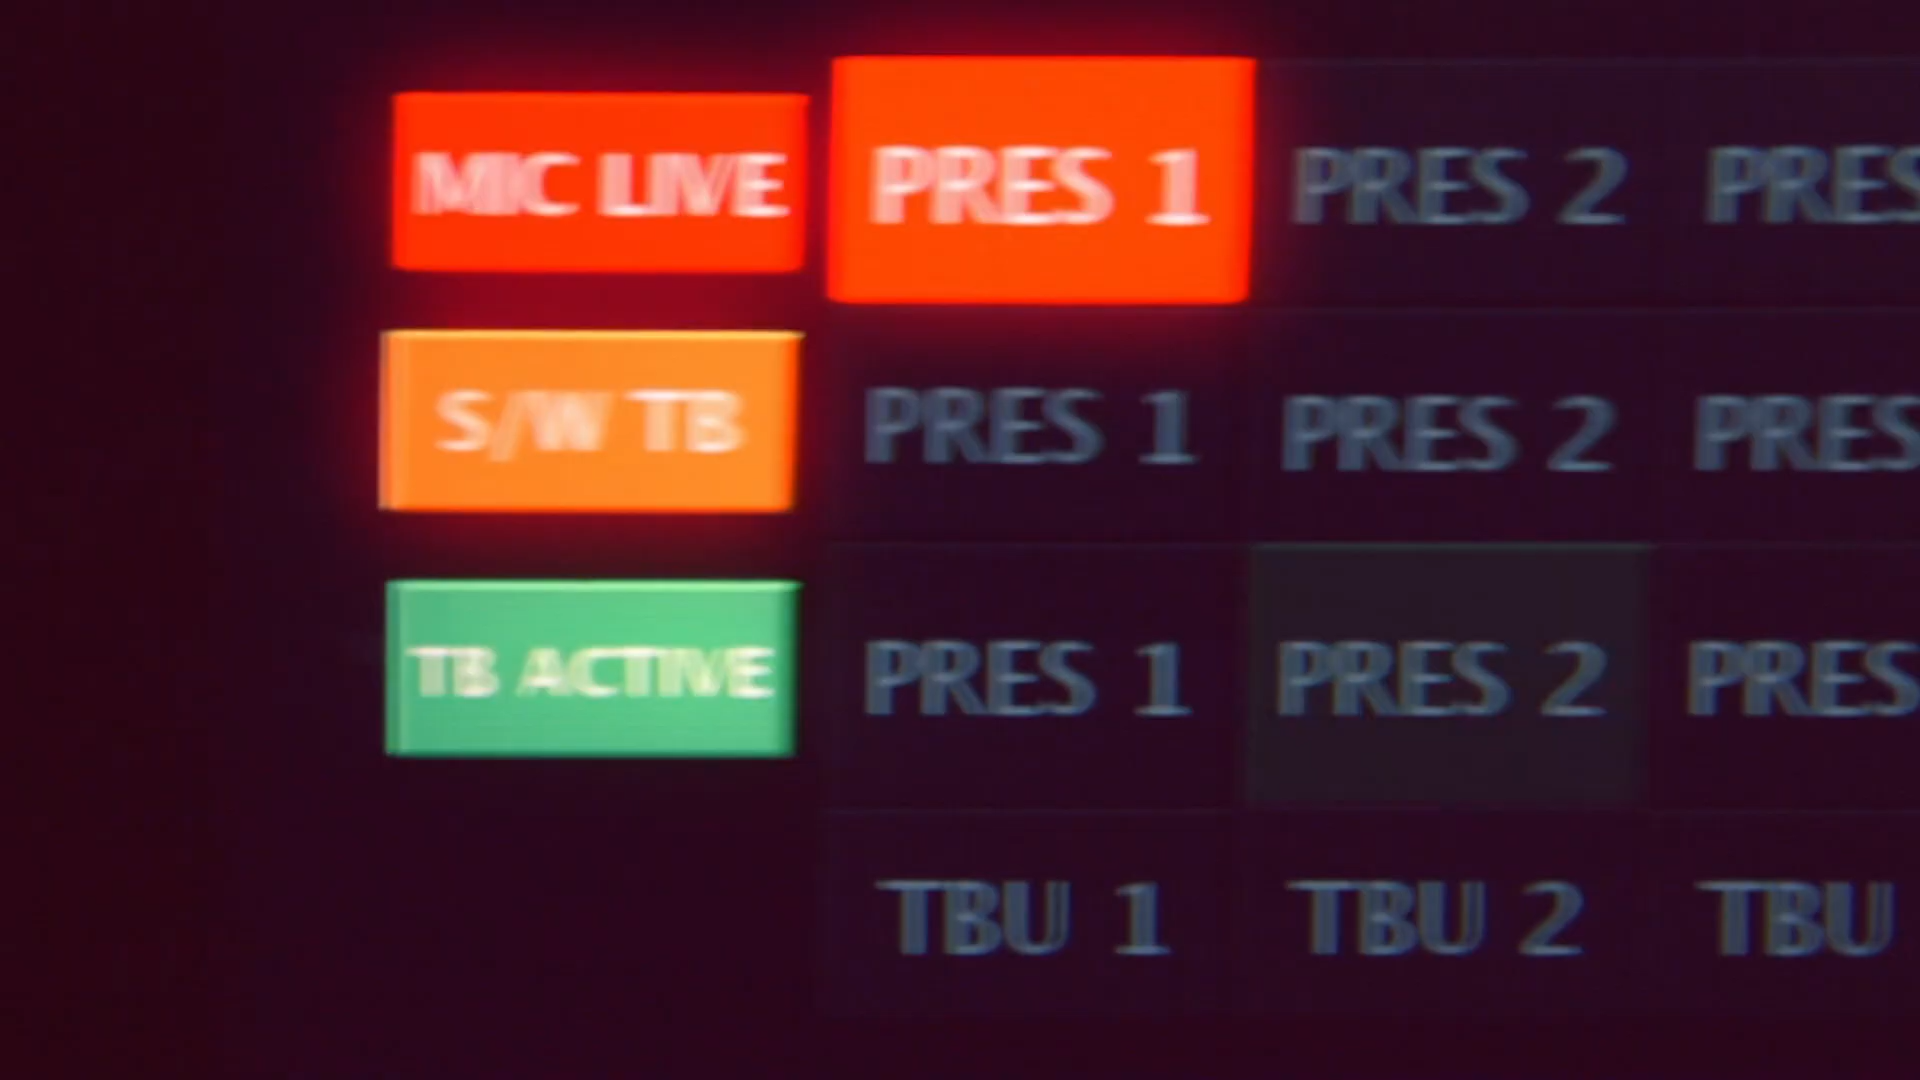 MIC LIVE PRES 1 PRES 2 PRES
S/W TB PRES 1 PRES 2 PRES
TB ACTIVE PRES 1 PRES 2 PRES
TBU 1 TBU 2 TBU